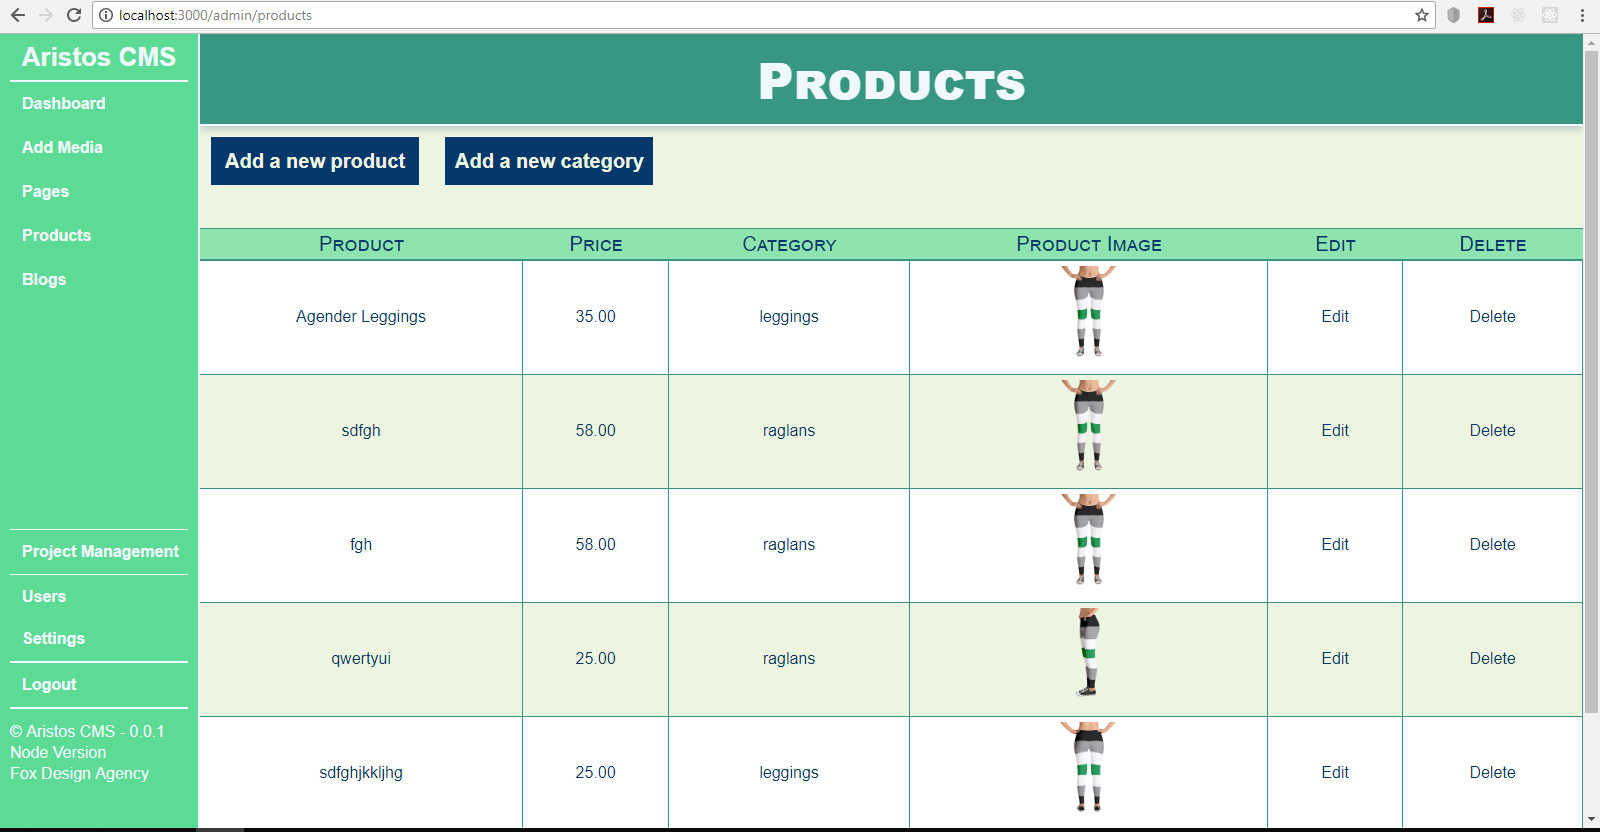 localhost:3000/admin/products
Aristos CMS
Dashboard
Add Media
Pages
Products
Blogs
Project Management
Users
Settings
Logout
© Aristos CMS - 0.0.1
Node Version
Fox Design Agency
Products
Add a new product Add a new category
Product Price Category Product Image Edit Delete
Agender Leggings 35.00 leggings Edit Delete
sdfgh 58.00 raglans Edit Delete
fgh 58.00 raglans Edit Delete
qwertyui 25.00 raglans Edit Delete
sdfghjkkljhg 25.00 leggings Edit Delete